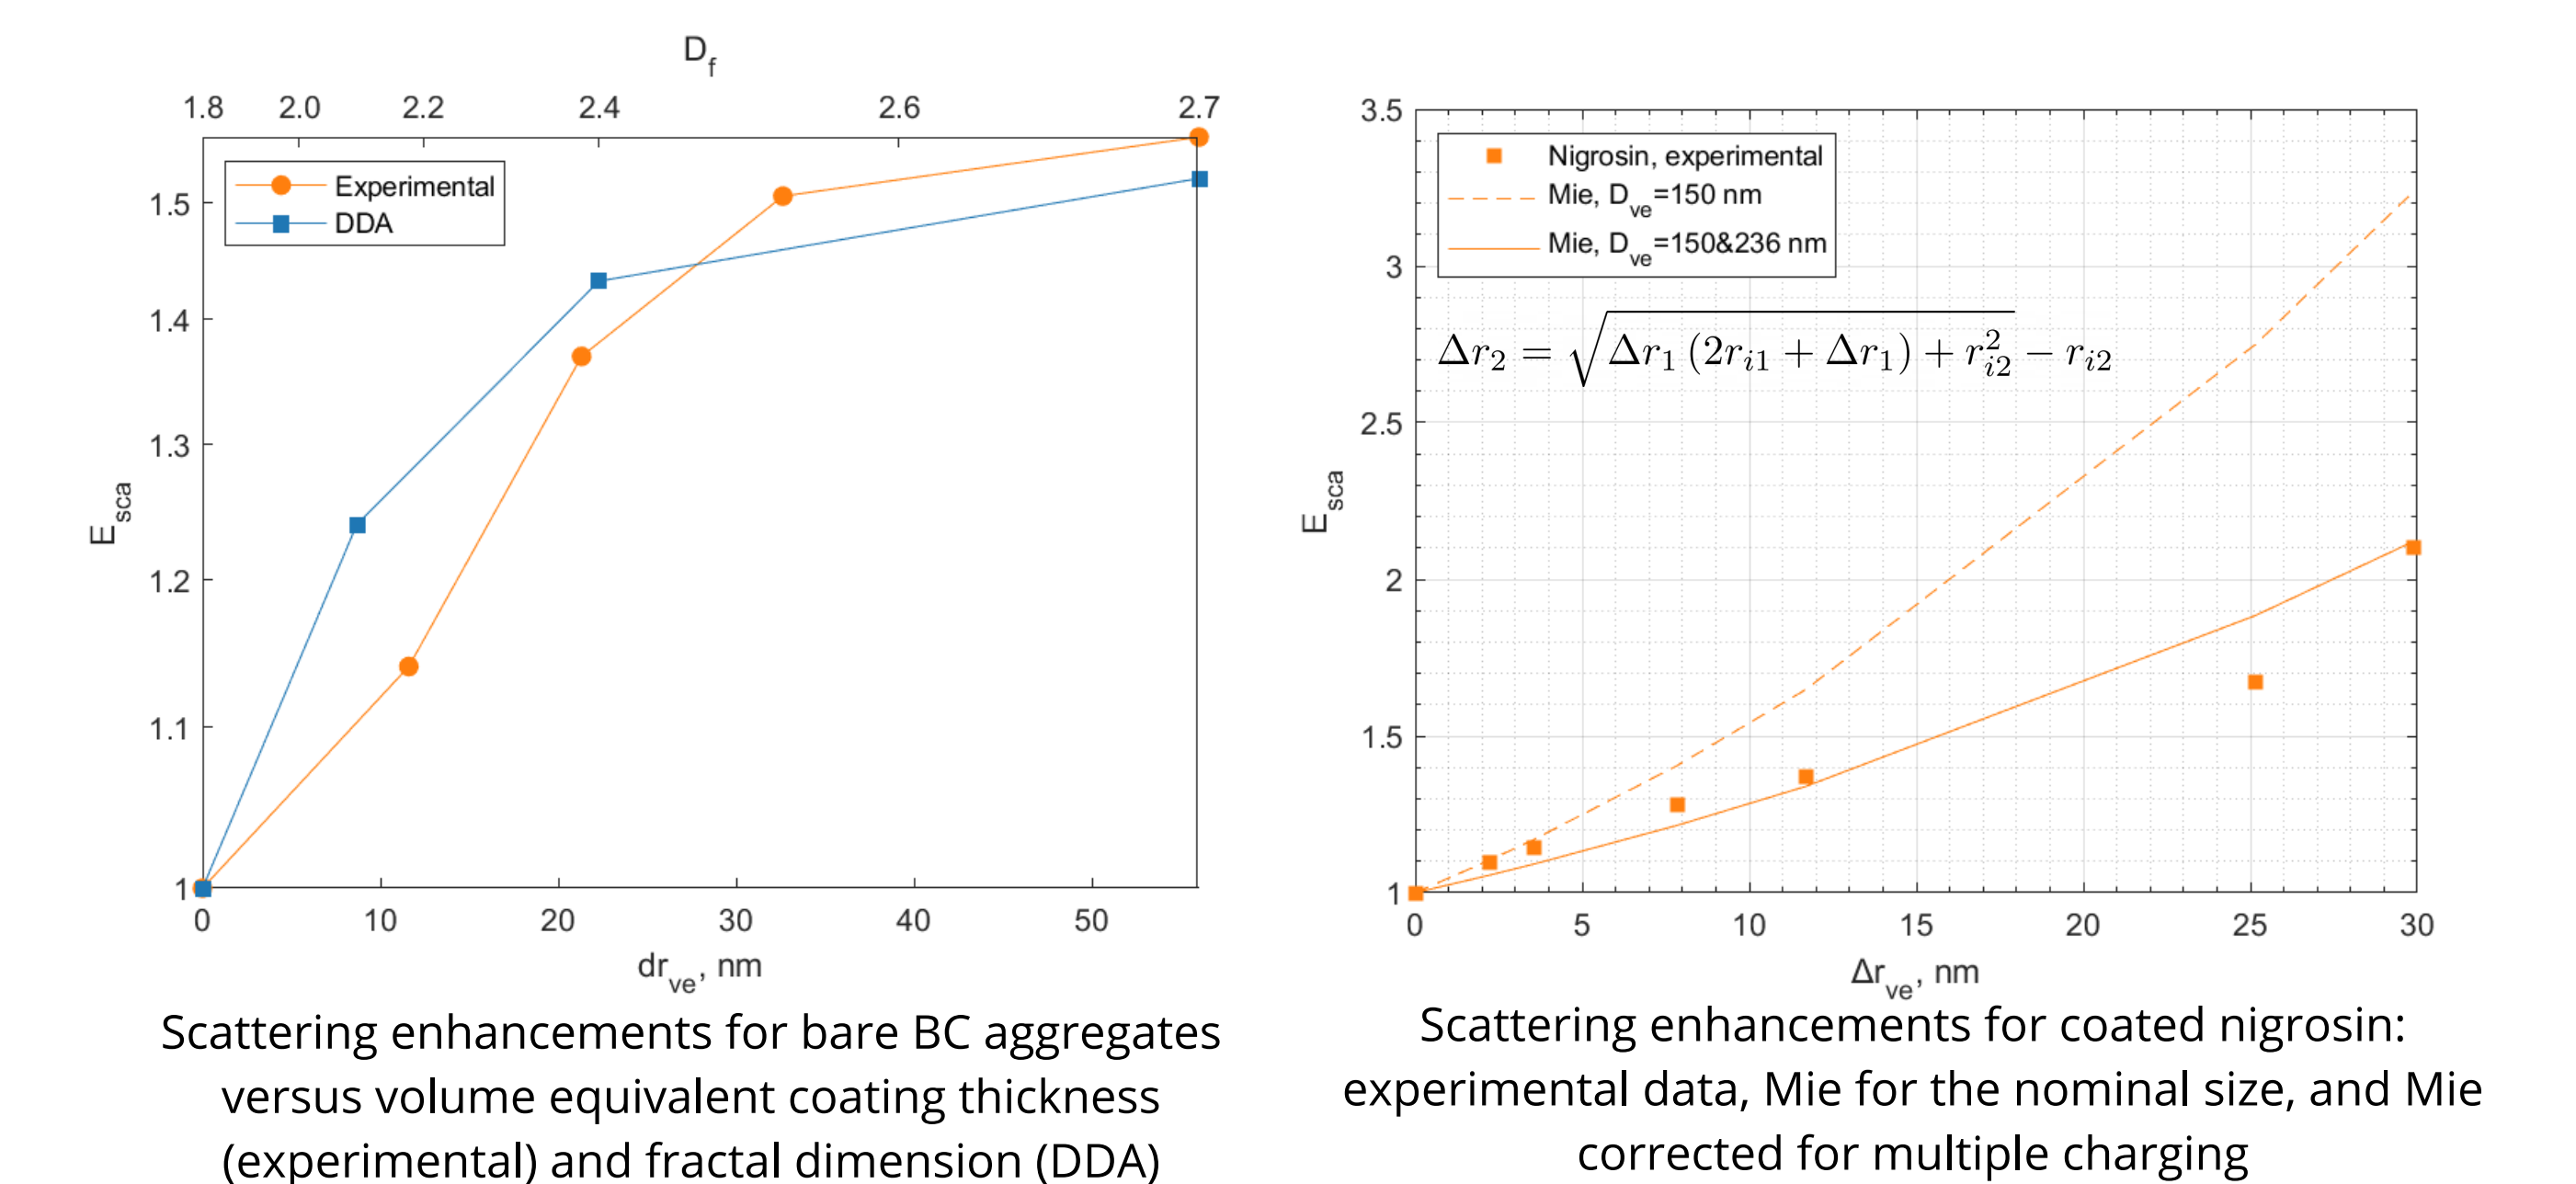 D_f
1.8 2.0 2.2 2.4 2.6 2.7
Experimental
DDA
1.5
1.4
1.3
1.2
1.1
1
E_sca
0 10 20 30 40 50
dr_ve, nm
Scattering enhancements for bare BC aggregates
versus volume equivalent coating thickness
(experimental) and fractal dimension (DDA)
3.5
3
2.5
2
1.5
1
E_sca
Nigrosin, experimental
Mie, D_ve=150 nm
Mie, D_ve=150&236 nm
Δr_2 = √(Δr_1 (2r_i1 + Δr_1) + r_i2^2) − r_i2
0 5 10 15 20 25 30
Δr_ve, nm
Scattering enhancements for coated nigrosin:
experimental data, Mie for the nominal size, and Mie
corrected for multiple charging